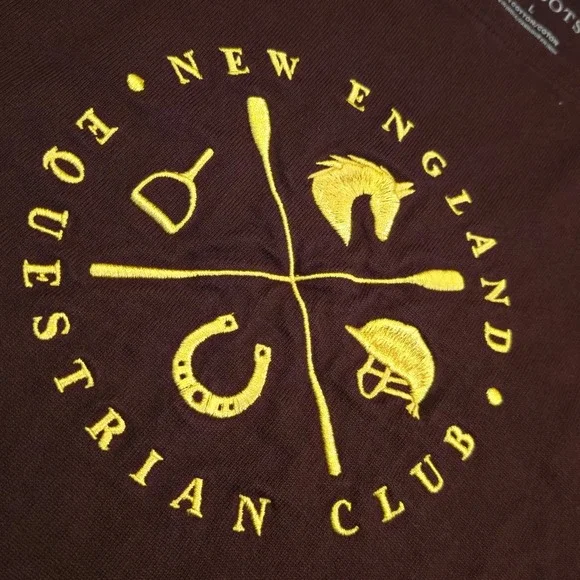 NEW ENGLAND • EQUESTRIAN CLUB •
L